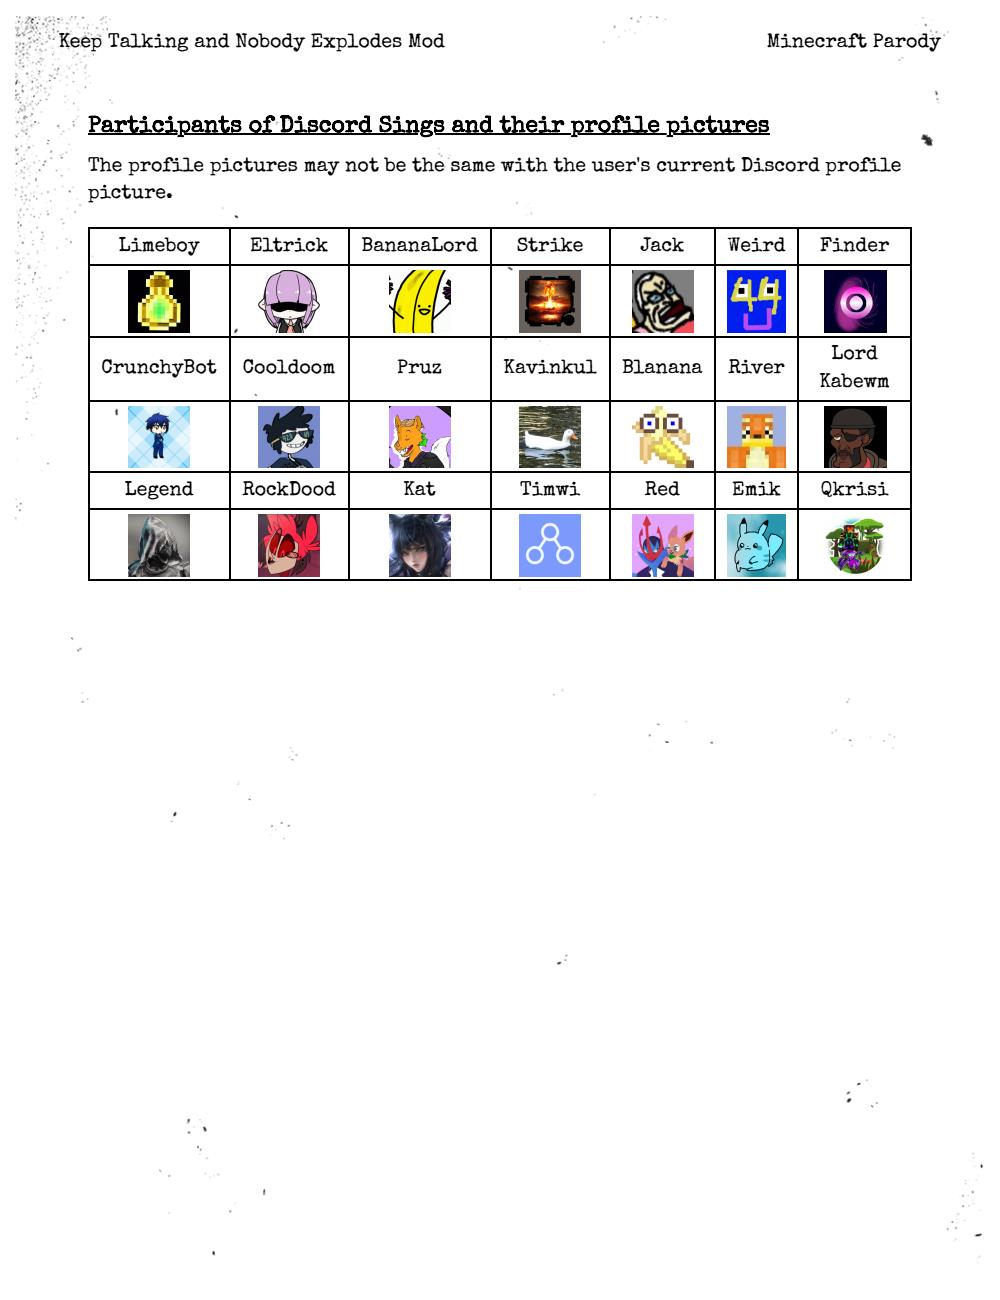 Keep Talking and Nobody Explodes Mod
Minecraft Parody
Participants of Discord Sings and their profile pictures
The profile pictures may not be the same with the user's current Discord profile
picture.
Limeboy Eltrick BananaLord Strike Jack Weird Finder
CrunchyBot Cooldoom Pruz Kavinkul Blanana River Lord
Kabewm
Legend RockDood Kat Timwi Red Emik Qkrisi